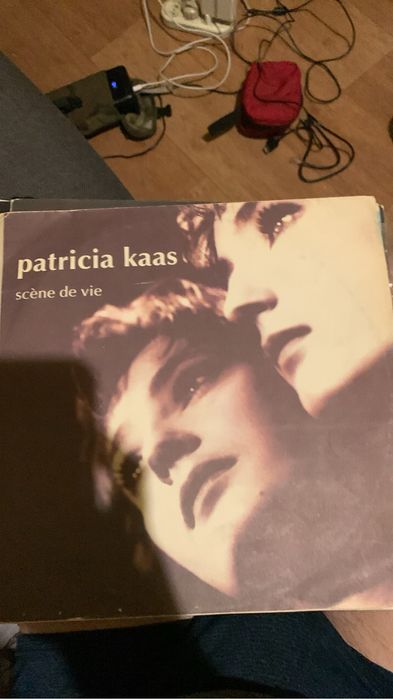 patricia kaas
scène de vie